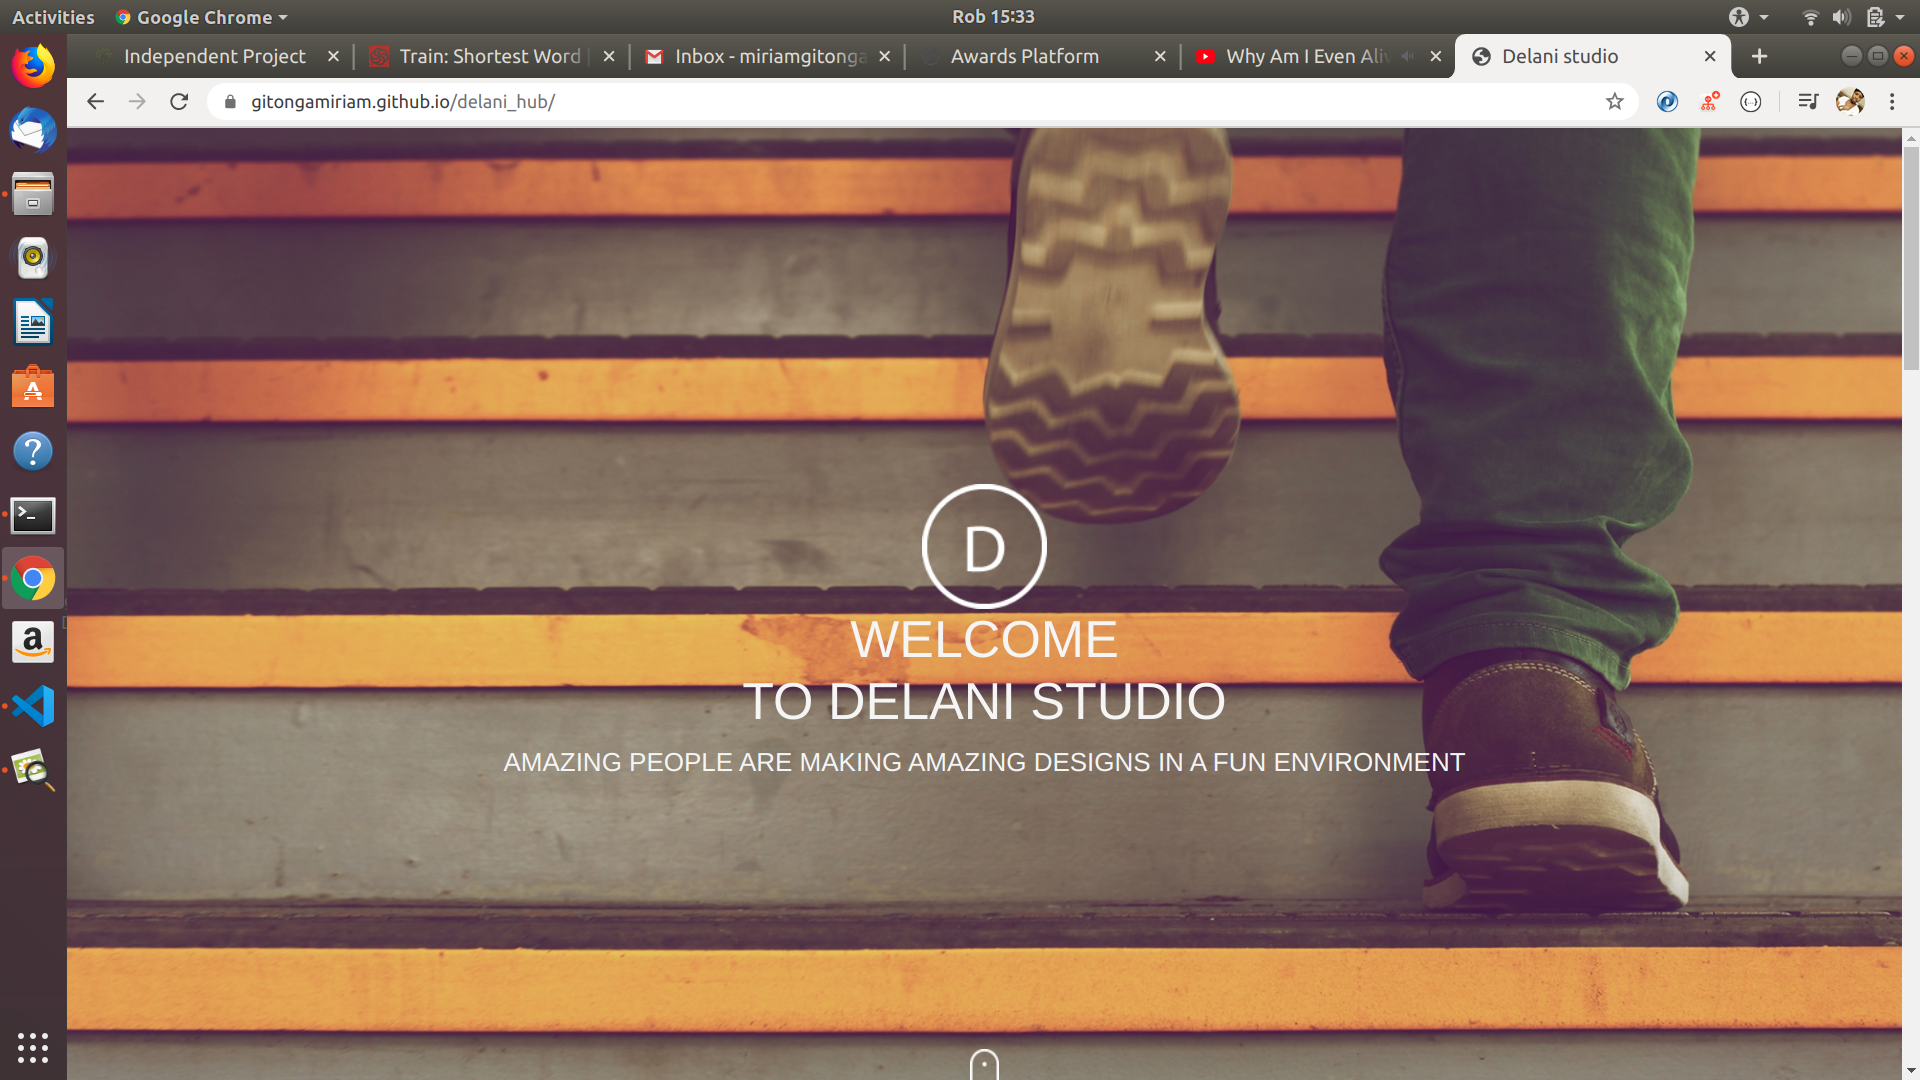 Activities Google Chrome Rob 15:33
Independent Project Train: Shortest Word Inbox - miriamgitonga Awards Platform Why Am I Even Aliv Delani studio
gitongamiriam.github.io/delani_hub/
D
WELCOME
TO DELANI STUDIO
AMAZING PEOPLE ARE MAKING AMAZING DESIGNS IN A FUN ENVIRONMENT